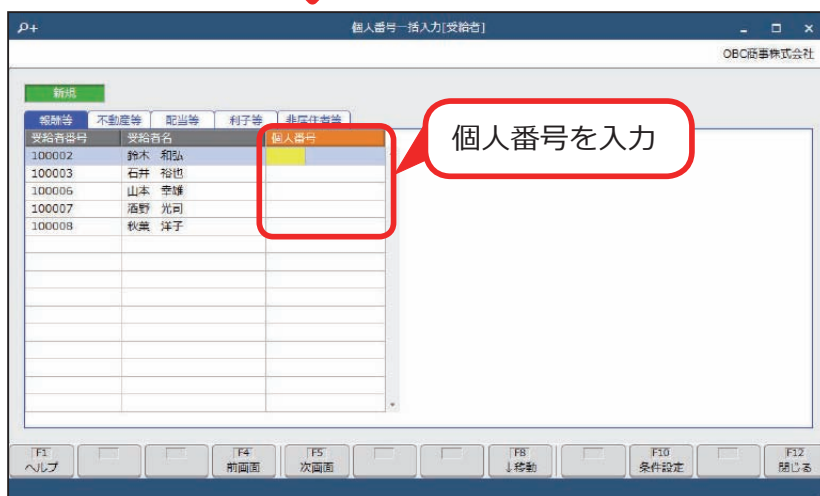 個人番号一括入力[受給者]
OBC商事株式会社
新規
報酬等 不動産等 配当等 利子等 非居住者等
受給者番号 受給者名 個人番号
100002 鈴木 和弘
100003 石井 裕也
100006 山本 幸雄
100007 酒野 光司
100008 秋葉 洋子
個人番号を入力
F1 F4 F5 F8 F10 F12
ヘルプ 前画面 次画面 ↓移動 条件設定 閉じる